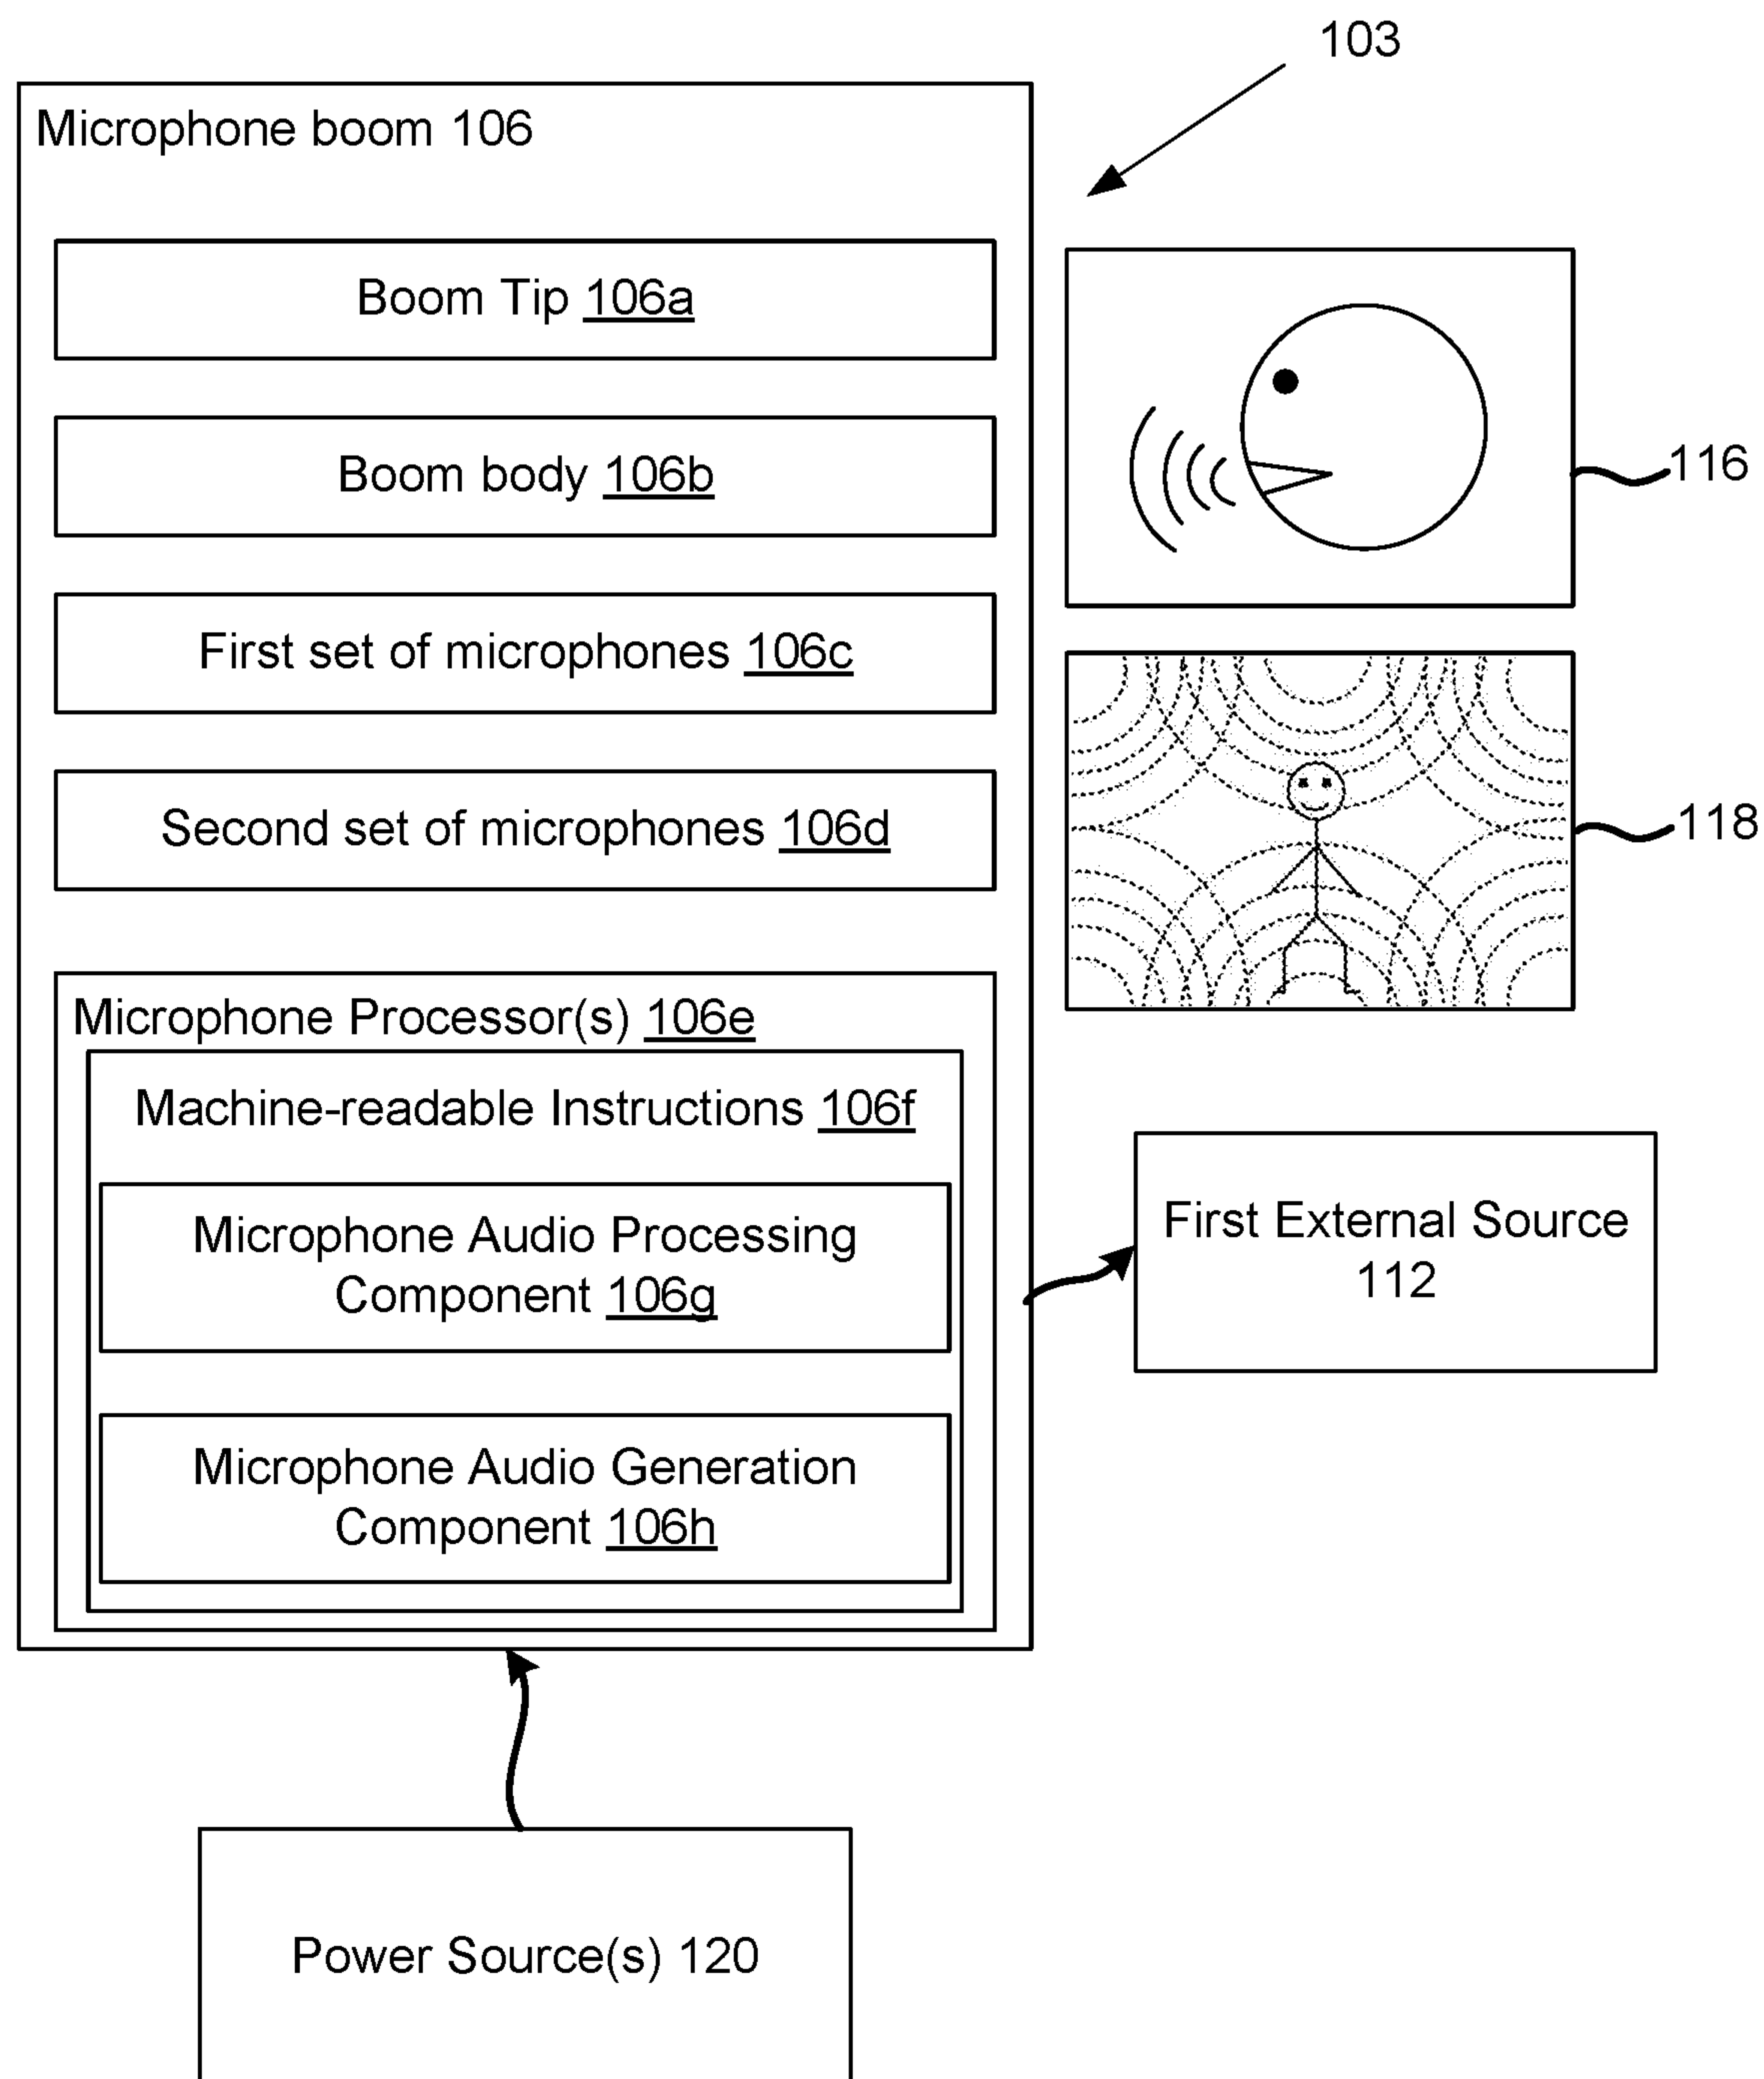 103
Microphone boom 106
Boom Tip 106a
Boom body 106b
116
First set of microphones 106c
Second set of microphones 106d
118
Microphone Processor(s) 106e
Machine-readable Instructions 106f
Microphone Audio Processing
Component 106g
First External Source
112
Microphone Audio Generation
Component 106h
Power Source(s) 120